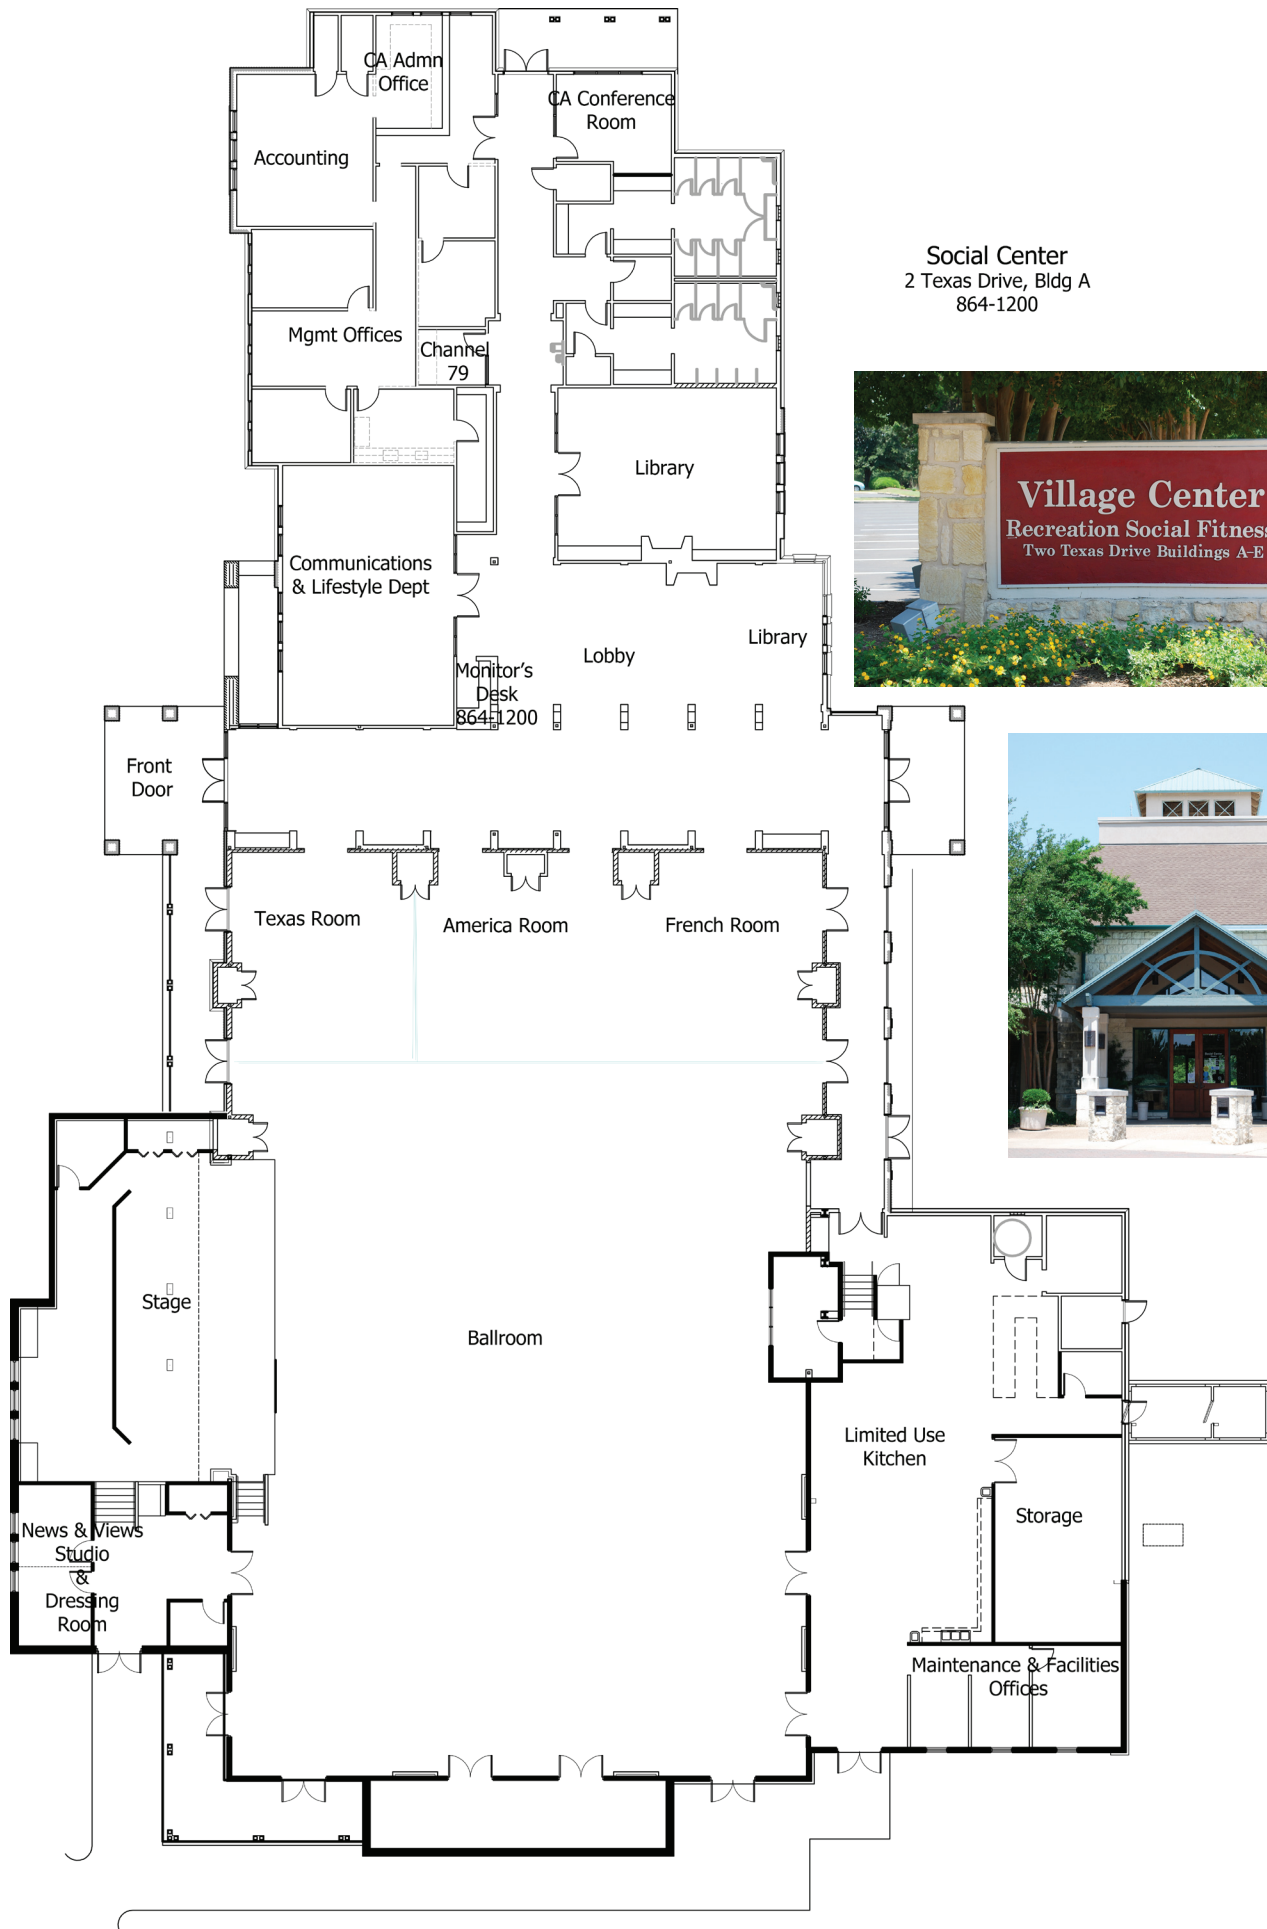 CA Admn
Office
CA Conference
Room
Accounting
Social Center
2 Texas Drive, Bldg A
864-1200
Mgmt Offices
Channel
79
Library
Village Center
Recreation Social Fitness
Two Texas Drive Buildings A-E
Communications
& Lifestyle Dept
Lobby
Library
Monitor's
Desk
864-1200
Front
Door
Texas Room
America Room
French Room
Stage
Ballroom
Limited Use
Kitchen
Storage
News & Views
Studio
&
Dressing
Room
Maintenance & Facilities
Offices